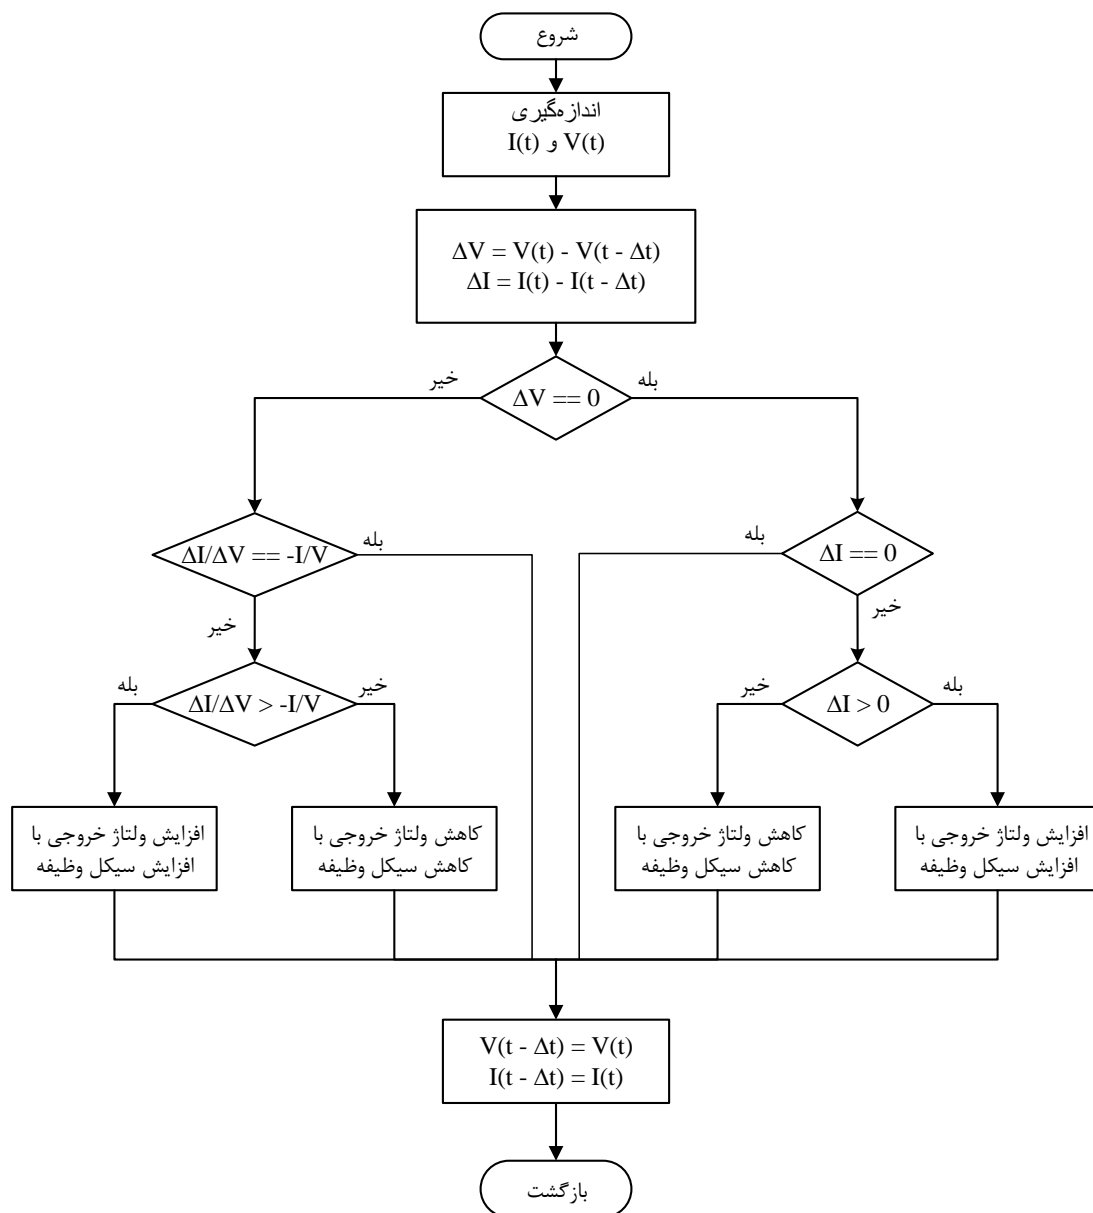 شروع
اندازه‌گیری
V(t) و I(t)
ΔV = V(t) - V(t - Δt)
ΔI = I(t) - I(t - Δt)
خیر
ΔV == 0
بله
ΔI/ΔV == -I/V
بله
بله
ΔI == 0
خیر
خیر
بله
ΔI/ΔV > -I/V
خیر
خیر
ΔI > 0
بله
افزایش ولتاژ خروجی با
افزایش سیکل وظیفه
کاهش ولتاژ خروجی با
کاهش سیکل وظیفه
کاهش ولتاژ خروجی با
کاهش سیکل وظیفه
افزایش ولتاژ خروجی با
افزایش سیکل وظیفه
V(t - Δt) = V(t)
I(t - Δt) = I(t)
بازگشت